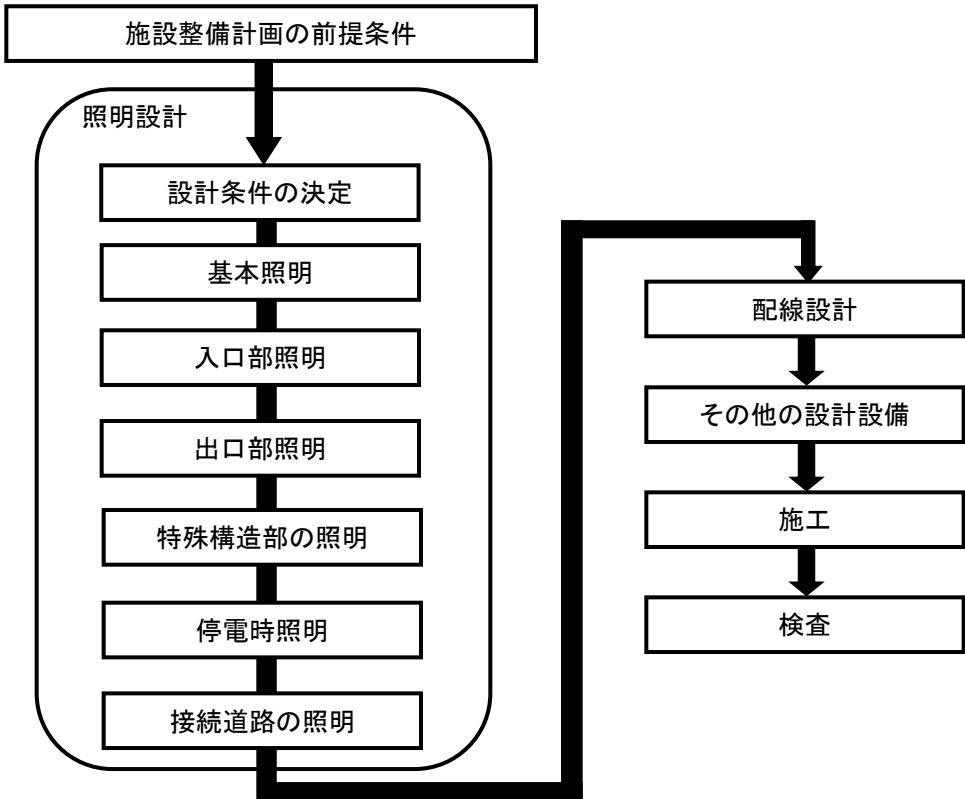 施設整備計画の前提条件
照明設計
設計条件の決定
基本照明
入口部照明
出口部照明
特殊構造部の照明
停電時照明
接続道路の照明
配線設計
その他の設計設備
施工
検査